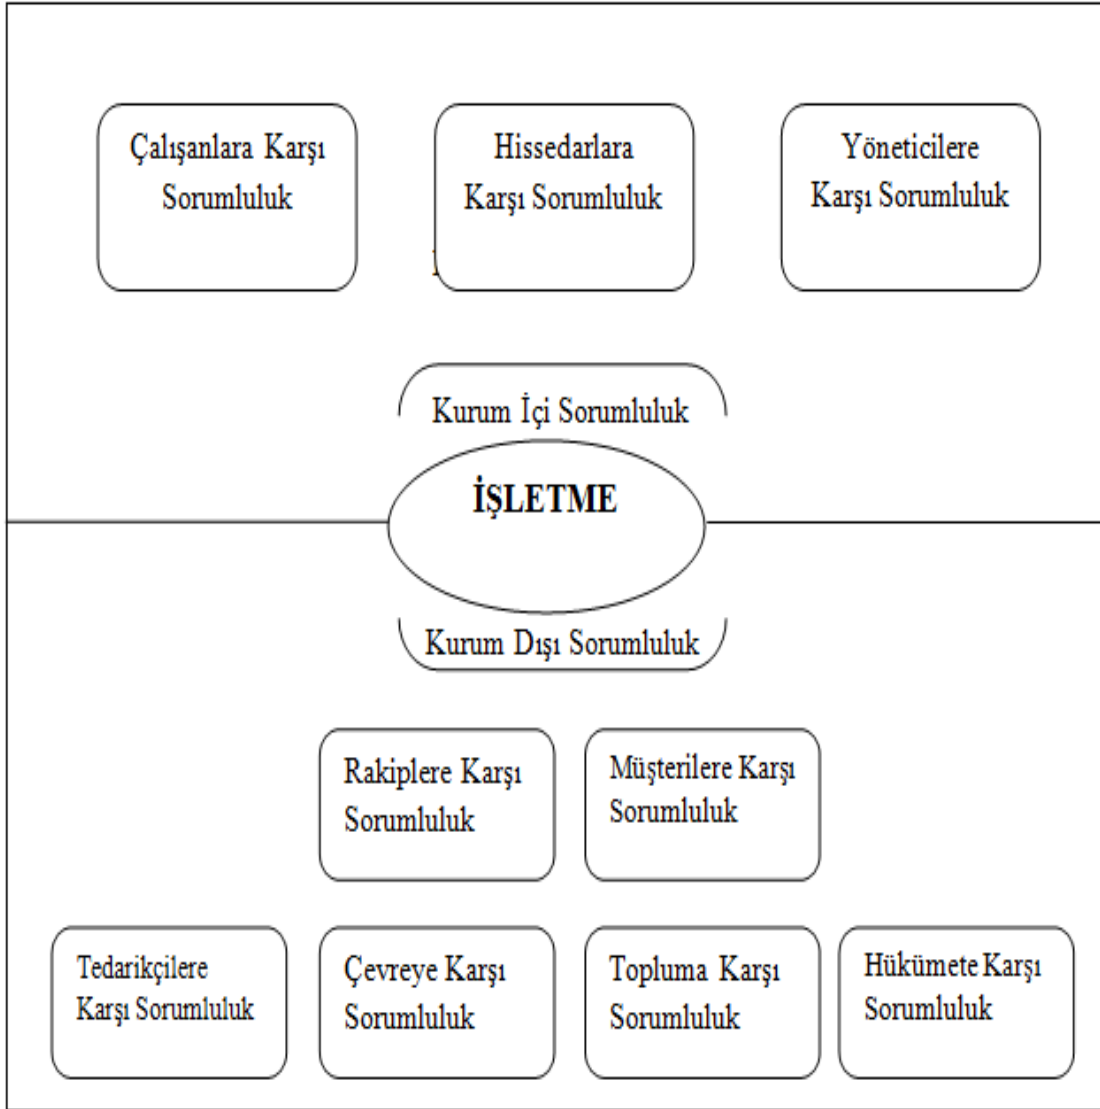 Çalışanlara Karşı
Sorumluluk
Hissedarlara
Karşı Sorumluluk
Yöneticilere
Karşı Sorumluluk
Kurum İçi Sorumluluk
İŞLETME
Kurum Dışı Sorumluluk
Rakiplere Karşı
Sorumluluk
Müşterilere Karşı
Sorumluluk
Tedarikçilere
Karşı Sorumluluk
Çevreye Karşı
Sorumluluk
Topluma Karşı
Sorumluluk
Hükümete Karşı
Sorumluluk